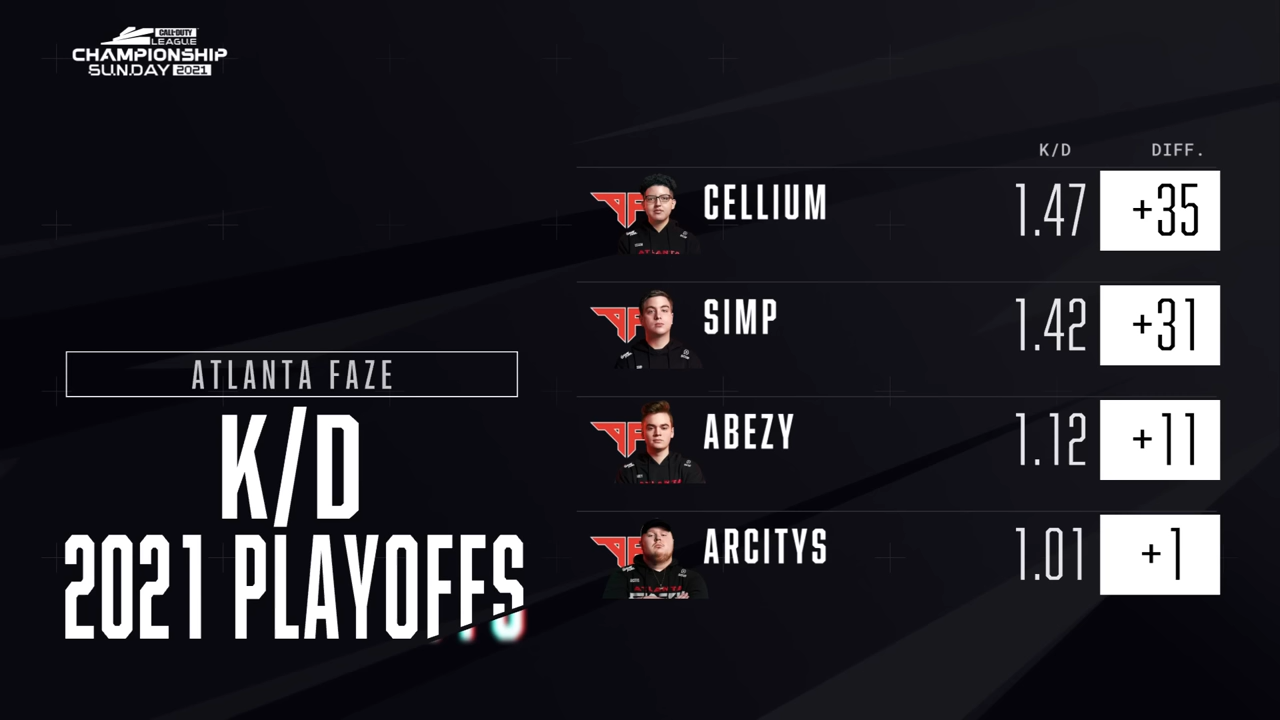 CALL OF DUTY
LEAGUE
CHAMPIONSHIP
SUNDAY 2021
K/D DIFF.
CELLIUM 1.47 +35
SIMP 1.42 +31
ABEZY 1.12 +11
ARCITYS 1.01 +1
ATLANTA FAZE
K/D
2021 PLAYOFFS